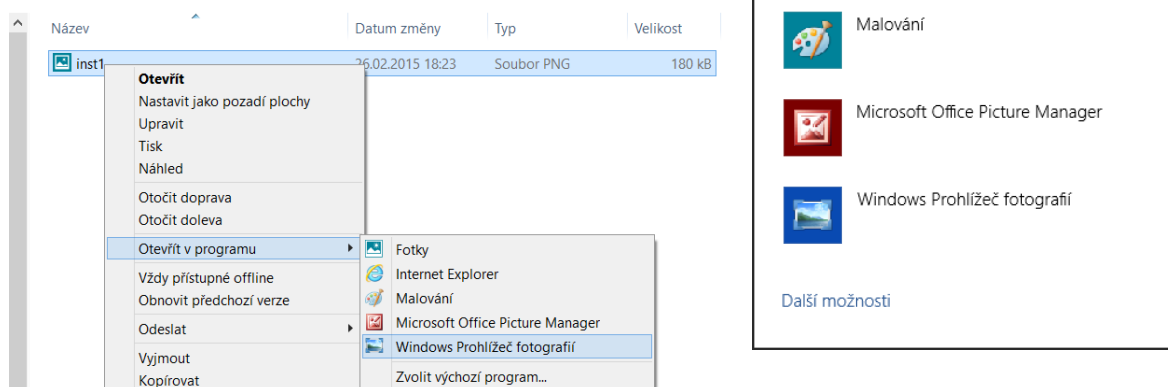 Název Datum změny Typ Velikost
inst1 26.02.2015 18:23 Soubor PNG 180 kB
Otevřít
Nastavit jako pozadí plochy
Upravit
Tisk
Náhled
Otočit doprava
Otočit doleva
Otevřít v programu
Vždy přístupné offline
Obnovit předchozí verze
Odeslat
Vyjmout
Kopírovat
Fotky
Internet Explorer
Malování
Microsoft Office Picture Manager
Windows Prohlížeč fotografií
Zvolit výchozí program...
Malování
Microsoft Office Picture Manager
Windows Prohlížeč fotografií
Další možnosti